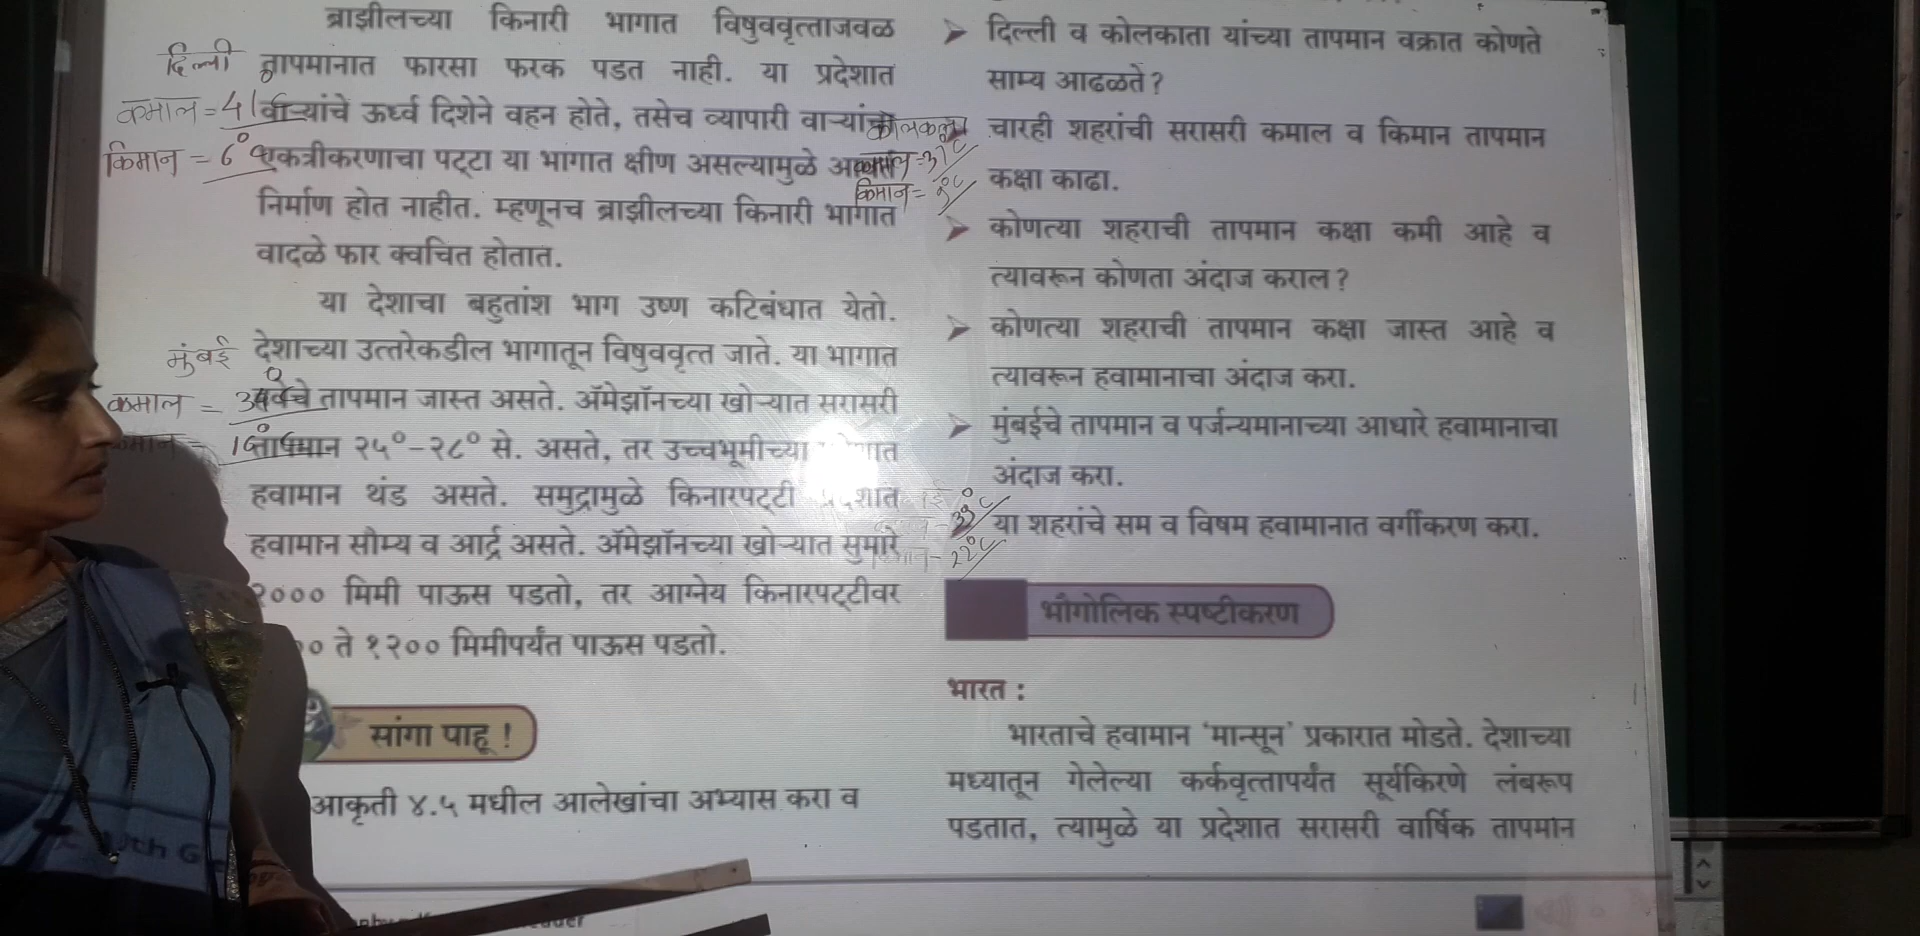 ब्राझीलच्या किनारी भागात विषुववृत्ताजवळ
तापमानात फारसा फरक पडत नाही. या प्रदेशात
वाऱ्यांचे ऊर्ध्व दिशेने वहन होते, तसेच व्यापारी
एकत्रीकरणाचा पट्टा या भागात क्षीण असल्यामुळे
निर्माण होत नाहीत. म्हणूनच ब्राझीलच्या किनारी भागात
वादळे फार क्वचित होतात.
या देशाचा बहुतांश भाग उष्ण कटिबंधात येतो.
देशाच्या उत्तरेकडील भागातून विषुववृत्त जाते. या भागात
तापमान जास्त असते. ॲमेझॉनच्या खोऱ्यात सरासरी
तापमान २५°–२८° से. असते, तर उच्चभूमीच्या
हवामान थंड असते. समुद्रामुळे किनारपट्टी
हवामान सौम्य व आर्द्र असते. ॲमेझॉनच्या खोऱ्यात सुमारे
२००० मिमी पाऊस पडतो, तर आग्नेय किनारपट्टीवर
ते १२०० मिमीपर्यंत पाऊस पडतो.
सांगा पाहू !
आकृती ४.५ मधील आलेखांचा अभ्यास करा व
दिल्ली
कमाल = 41
किमान = 6°
मुंबई
कमाल =
कोलकत्ता
किमान =
22°C
➤ दिल्ली व कोलकाता यांच्या तापमान वक्रात कोणते
साम्य आढळते ?
चारही शहरांची सरासरी कमाल व किमान तापमान
कक्षा काढा.
➤ कोणत्या शहराची तापमान कक्षा कमी आहे व
त्यावरून कोणता अंदाज कराल ?
➤ कोणत्या शहराची तापमान कक्षा जास्त आहे व
त्यावरून हवामानाचा अंदाज करा.
➤ मुंबईचे तापमान व पर्जन्यमानाच्या आधारे हवामानाचा
अंदाज करा.
या शहरांचे सम व विषम हवामानात वर्गीकरण करा.
भौगोलिक स्पष्टीकरण
भारत :
भारताचे हवामान ‘मान्सून’ प्रकारात मोडते. देशाच्या
मध्यातून गेलेल्या कर्कवृत्तापर्यंत सूर्यकिरणे लंबरूप
पडतात, त्यामुळे या प्रदेशात सरासरी वार्षिक तापमान